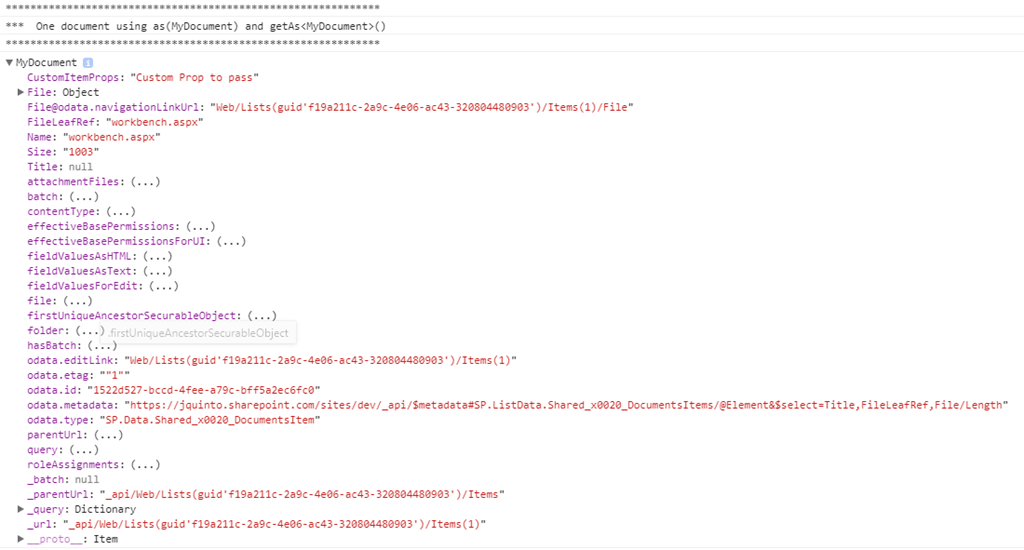 **********************************************************
*** One document using as(MyDocument) and getAs<MyDocument>()
**********************************************************
▼ MyDocument i
CustomItemProps: "Custom Prop to pass"
▶ File: Object
File@odata.navigationLinkUrl: "Web/Lists(guid'f19a211c-2a9c-4e06-ac43-320804480903')/Items(1)/File"
FileLeafRef: "workbench.aspx"
Name: "workbench.aspx"
Size: "1003"
Title: null
attachmentFiles: (...)
batch: (...)
contentType: (...)
effectiveBasePermissions: (...)
effectiveBasePermissionsForUI: (...)
fieldValuesAsHTML: (...)
fieldValuesAsText: (...)
fieldValuesForEdit: (...)
file: (...)
firstUniqueAncestorSecurableObject: (...)
folder: (...) .firstUniqueAncestorSecurableObject
hasBatch: (...)
odata.editLink: "Web/Lists(guid'f19a211c-2a9c-4e06-ac43-320804480903')/Items(1)"
odata.etag: ""1""
odata.id: "1522d527-bccd-4fee-a79c-bff5a2ec6fc0"
odata.metadata: "https://jquinto.sharepoint.com/sites/dev/_api/$metadata#SP.ListData.Shared_x0020_DocumentsItems/@Element&$select=Title,FileLeafRef,File/Length"
odata.type: "SP.Data.Shared_x0020_DocumentsItem"
parentUrl: (...)
query: (...)
roleAssignments: (...)
_batch: null
_parentUrl: "_api/Web/Lists(guid'f19a211c-2a9c-4e06-ac43-320804480903')/Items"
▶ _query: Dictionary
_url: "_api/Web/Lists(guid'f19a211c-2a9c-4e06-ac43-320804480903')/Items(1)"
▶ __proto__: Item